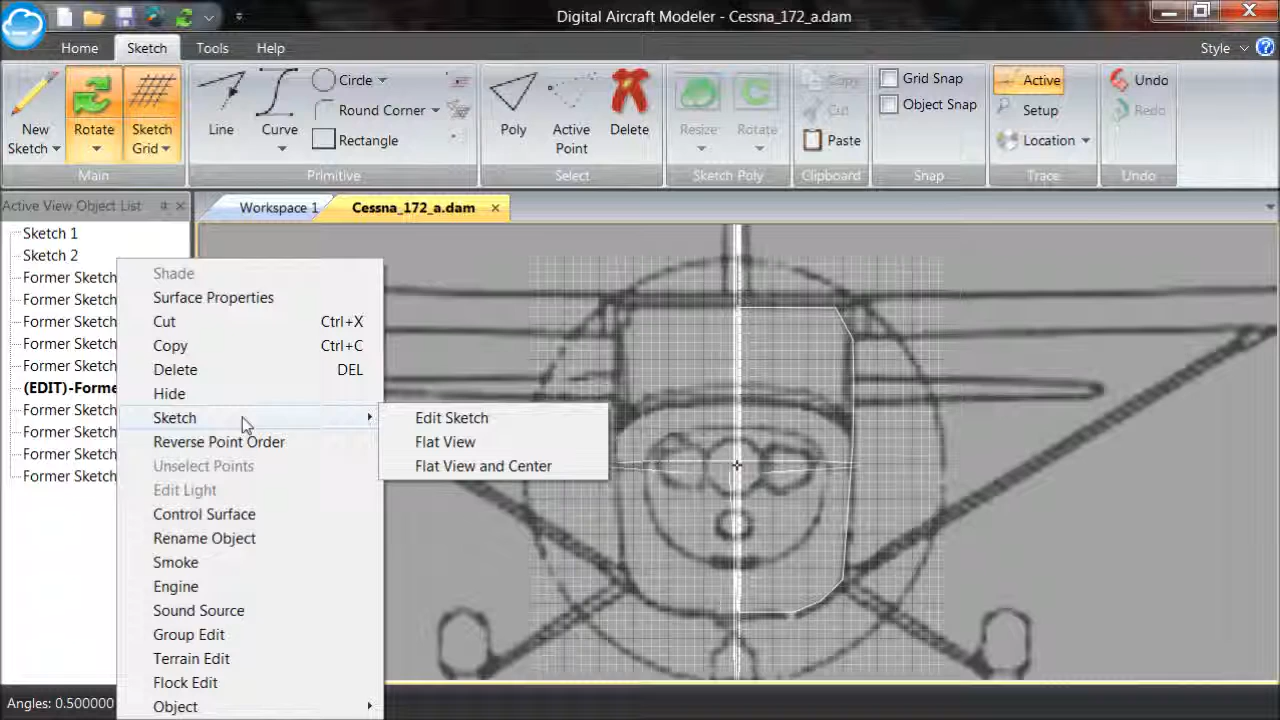 Digital Aircraft Modeler - Cessna_172_a.dam
Home Sketch Tools Help Style
New Sketch
Rotate
Sketch Grid
Main
Line
Curve
Circle
Round Corner
Rectangle
Primitive
Poly
Active Point
Delete
Select
Resize
Rotate
Sketch Poly
Copy
Cut
Paste
Clipboard
Grid Snap
Object Snap
Snap
Active
Setup
Location
Trace
Undo
Redo
Undo
Active View Object List
Workspace 1
Cessna_172_a.dam
Sketch 1
Sketch 2
Former Sketch
Former Sketch
Former Sketch
Former Sketch
Former Sketch
(EDIT)-Forme
Former Sketch
Former Sketch
Former Sketch
Former Sketch
Shade
Surface Properties
Cut Ctrl+X
Copy Ctrl+C
Delete DEL
Hide
Sketch
Reverse Point Order
Unselect Points
Edit Light
Control Surface
Rename Object
Smoke
Engine
Sound Source
Group Edit
Terrain Edit
Flock Edit
Object
Edit Sketch
Flat View
Flat View and Center
Angles: 0.500000